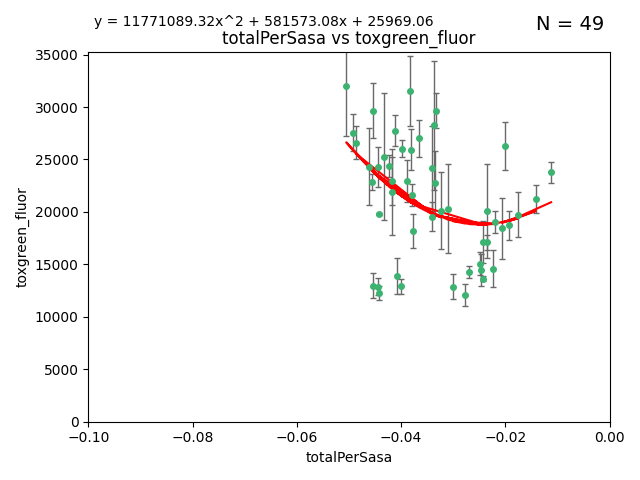 y = 11771089.32x^2 + 581573.08x + 25969.06
N = 49
totalPerSasa vs toxgreen_fluor
35000
30000
25000
20000
15000
10000
5000
0
toxgreen_fluor
−0.10 −0.08 −0.06 −0.04 −0.02 0.00
totalPerSasa